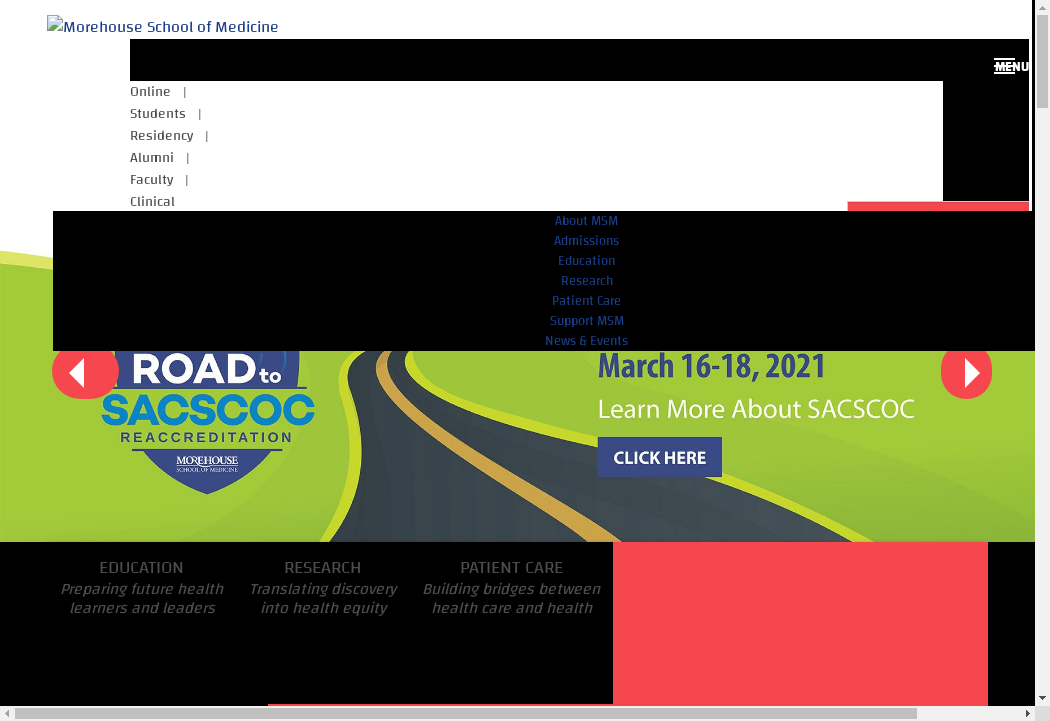 Morehouse School of Medicine
MENU
Online |
Students |
Residency |
Alumni |
Faculty |
Clinical
About MSM
Admissions
Education
Research
Patient Care
Support MSM
News & Events
ROAD to
SACSCOC
REACCREDITATION
MOREHOUSE
SCHOOL OF MEDICINE
March 16-18, 2021
Learn More About SACSCOC
CLICK HERE
EDUCATION
Preparing future health
learners and leaders
RESEARCH
Translating discovery
into health equity
PATIENT CARE
Building bridges between
health care and health